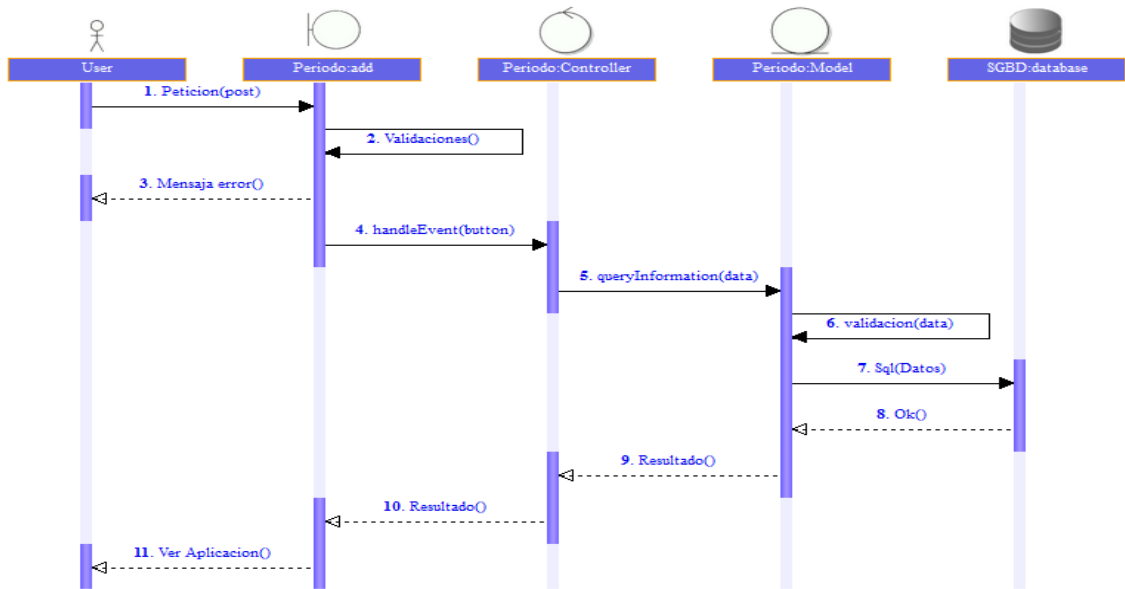 User
Periodo:add
Periodo:Controller
Periodo:Model
SGBD:database
1. Peticion(post)
2. Validaciones()
3. Mensaja error()
4. handleEvent(button)
5. queryInformation(data)
6. validacion(data)
7. Sql(Datos)
8. Ok()
9. Resultado()
10. Resultado()
11. Ver Aplicacion()